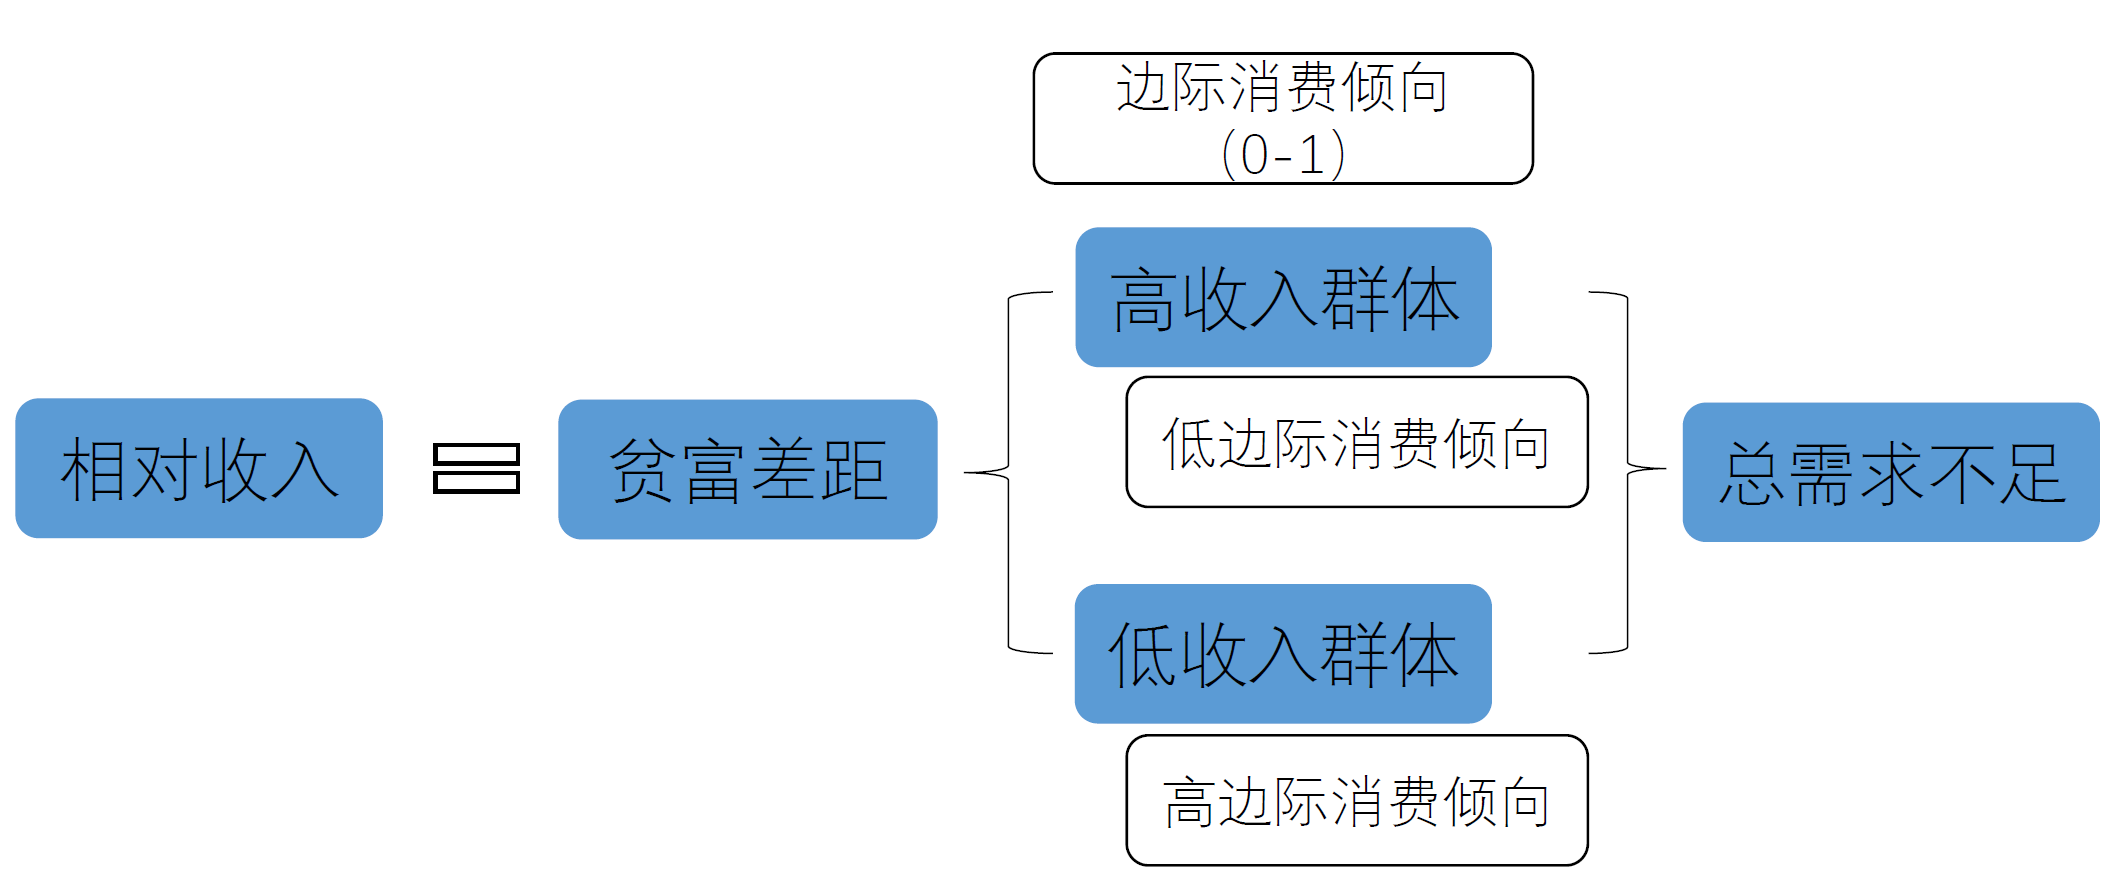 边际消费倾向
(0-1)
高收入群体
低边际消费倾向
相对收入
贫富差距
总需求不足
低收入群体
高边际消费倾向